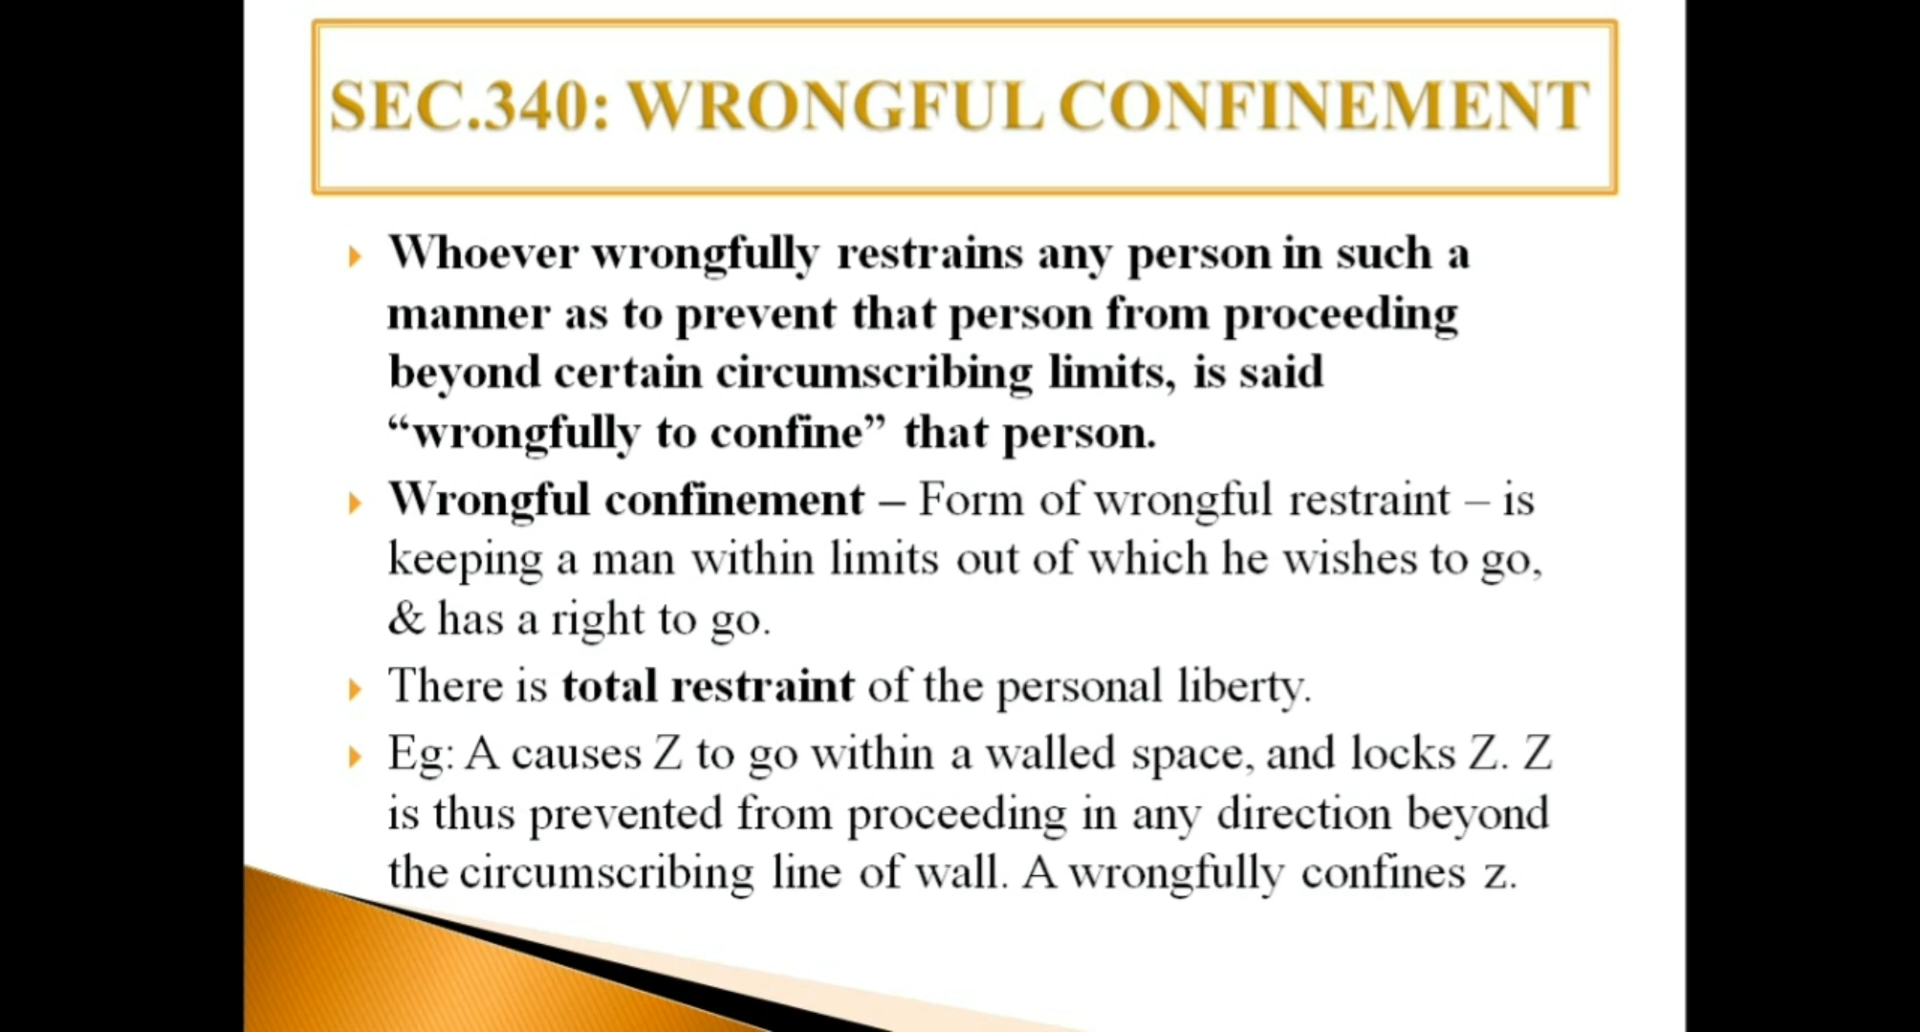 SEC.340: WRONGFUL CONFINEMENT
Whoever wrongfully restrains any person in such a
manner as to prevent that person from proceeding
beyond certain circumscribing limits, is said
“wrongfully to confine” that person.
Wrongful confinement – Form of wrongful restraint – is
keeping a man within limits out of which he wishes to go,
& has a right to go.
There is total restraint of the personal liberty.
Eg: A causes Z to go within a walled space, and locks Z. Z
is thus prevented from proceeding in any direction beyond
the circumscribing line of wall. A wrongfully confines z.